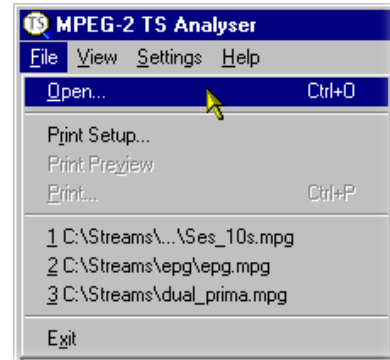 TS MPEG-2 TS Analyser
File View Settings Help
Open... Ctrl+O
Print Setup...
Print Preview
Print... Ctrl+P
1 C:\Streams\...\Ses_10s.mpg
2 C:\Streams\epg\epg.mpg
3 C:\Streams\dual_prima.mpg
Exit